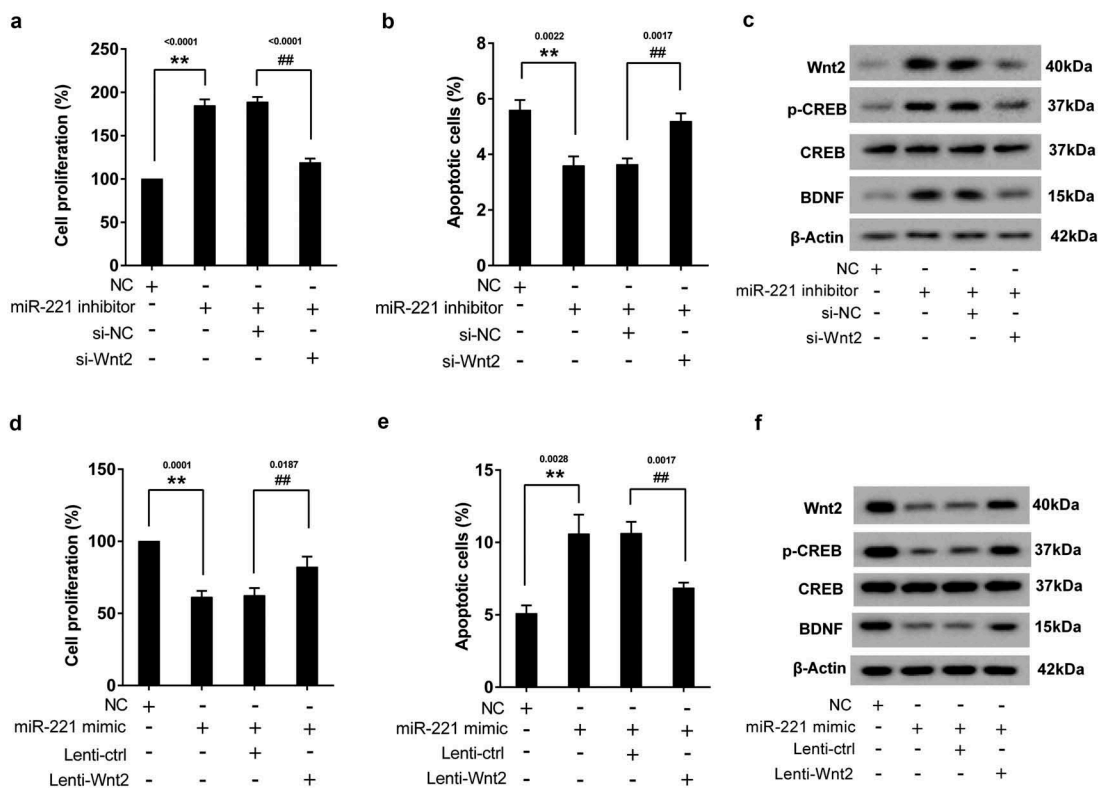 a
<0.0001
<0.0001
**
##
250
200
150
100
50
0
Cell proliferation (%)
NC + - - -
miR-221 inhibitor - + + +
si-NC - - + -
si-Wnt2 - - - +
b
0.0022
0.0017
**
##
8
6
4
2
0
Apoptotic cells (%)
NC + - - -
miR-221 inhibitor - + + +
si-NC - - + -
si-Wnt2 - - - +
c
Wnt2 40kDa
p-CREB 37kDa
CREB 37kDa
BDNF 15kDa
β-Actin 42kDa
NC + - - -
miR-221 inhibitor - + + +
si-NC - - + -
si-Wnt2 - - - +
d
0.0001
0.0187
**
##
150
100
50
0
Cell proliferation (%)
NC + - - -
miR-221 mimic - + + +
Lenti-ctrl - - + -
Lenti-Wnt2 - - - +
e
0.0028
0.0017
**
##
15
10
5
0
Apoptotic cells (%)
NC + - - -
miR-221 mimic - + + +
Lenti-ctrl - - + -
Lenti-Wnt2 - - - +
f
Wnt2 40kDa
p-CREB 37kDa
CREB 37kDa
BDNF 15kDa
β-Actin 42kDa
NC + - - -
miR-221 mimic - + + +
Lenti-ctrl - - + -
Lenti-Wnt2 - - - +